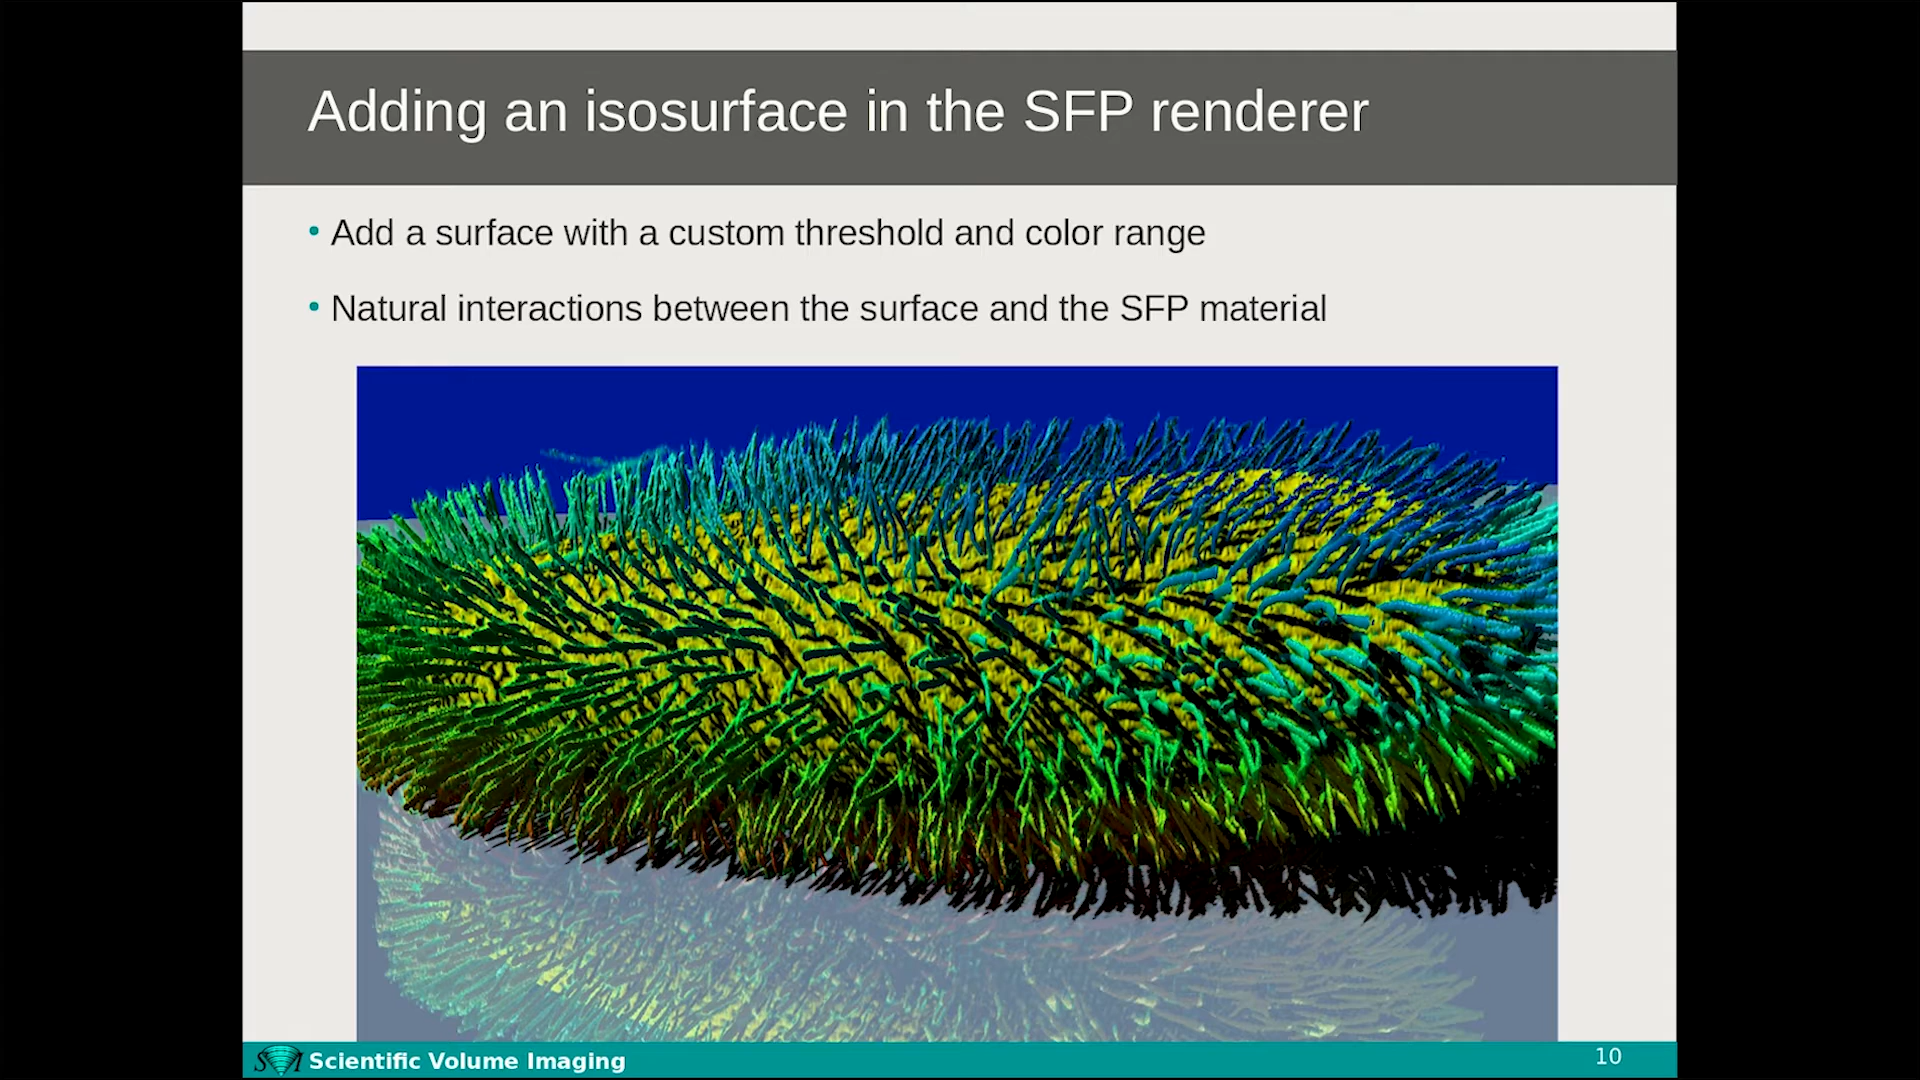 Adding an isosurface in the SFP renderer
• Add a surface with a custom threshold and color range
• Natural interactions between the surface and the SFP material
SVI Scientific Volume Imaging
10